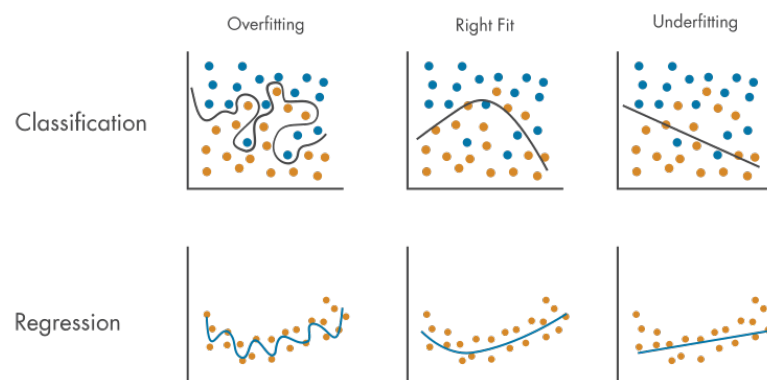 Overfitting
Right Fit
Underfitting
Classification
Regression